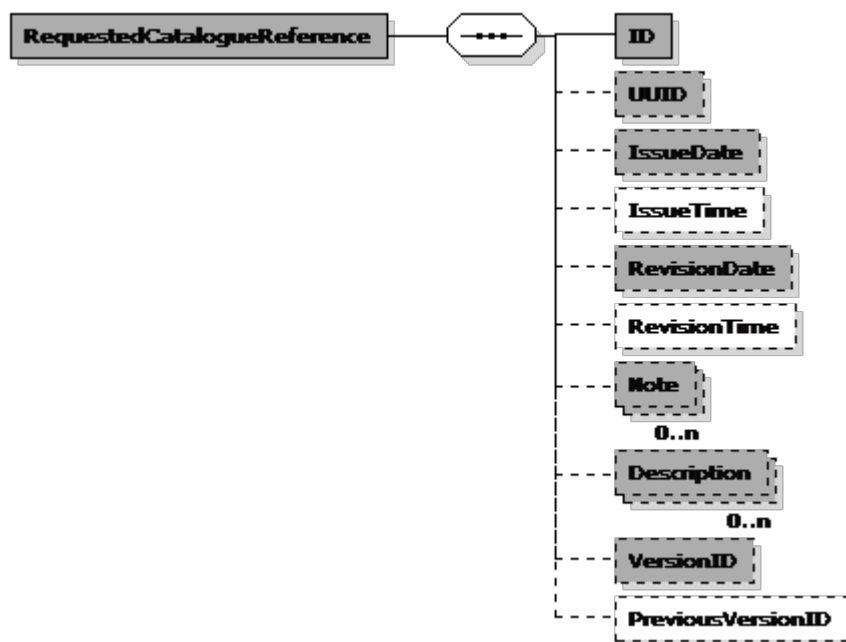 RequestedCatalogueReference
ID
UUID
IssueDate
IssueTime
RevisionDate
RevisionTime
Note
0..n
Description
0..n
VersionID
PreviousVersionID